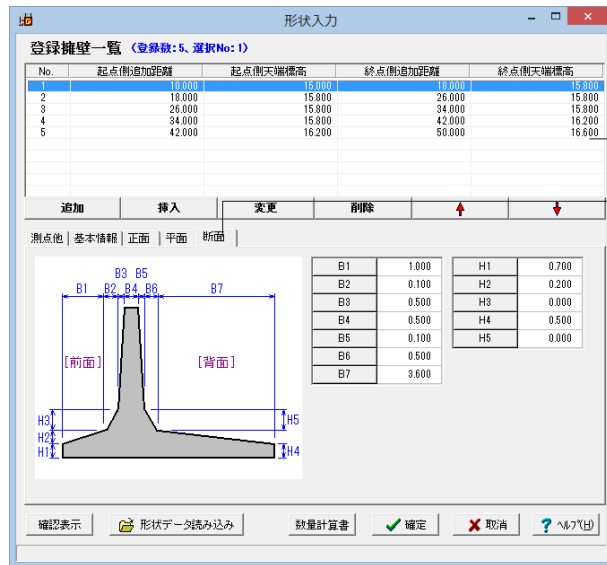 形状入力
登録擁壁一覧 (登録数:5、選択No:1)
No. 起点側追加距離 起点側天端標高 終点側追加距離 終点側天端標高
1 10.000 15.000 18.000 15.800
2 18.000 15.800 26.000 15.800
3 26.000 15.800 34.000 15.800
4 34.000 15.800 42.000 16.200
5 42.000 16.200 50.000 16.600
追加 挿入 変更 削除
測点他 基本情報 正面 平面 断面
B3 B5
B1 B2 B4 B6 B7
[前面] [背面]
H3 H5
H2
H1 H4
B1 1.000 H1 0.700
B2 0.100 H2 0.200
B3 0.500 H3 0.000
B4 0.500 H4 0.500
B5 0.100 H5 0.000
B6 0.500
B7 3.600
確認表示 形状データ読み込み 数量計算書 確定 取消 ヘルプ(H)